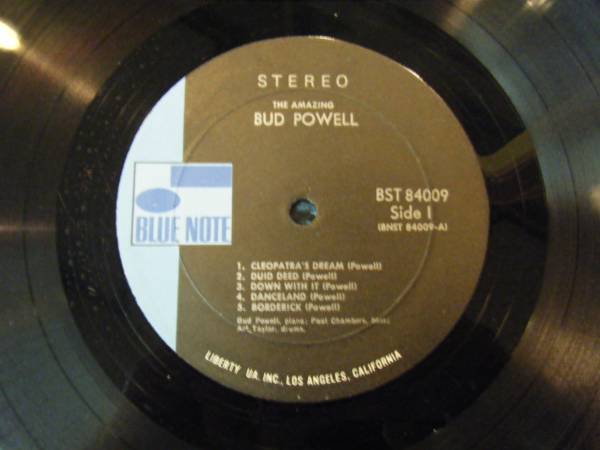 STEREO
THE AMAZING
BUD POWELL
BLUE NOTE
BST 84009
Side I
(BNST 84009-A)
1. CLEOPATRA'S DREAM (Powell)
2. DUID DEED (Powell)
3. DOWN WITH IT (Powell)
4. DANCELAND (Powell)
5. BORDERICK (Powell)
Bud Powell, piano; Paul Chambers, bass;
Art Taylor, drums.
LIBERTY UA. INC., LOS ANGELES, CALIFORNIA